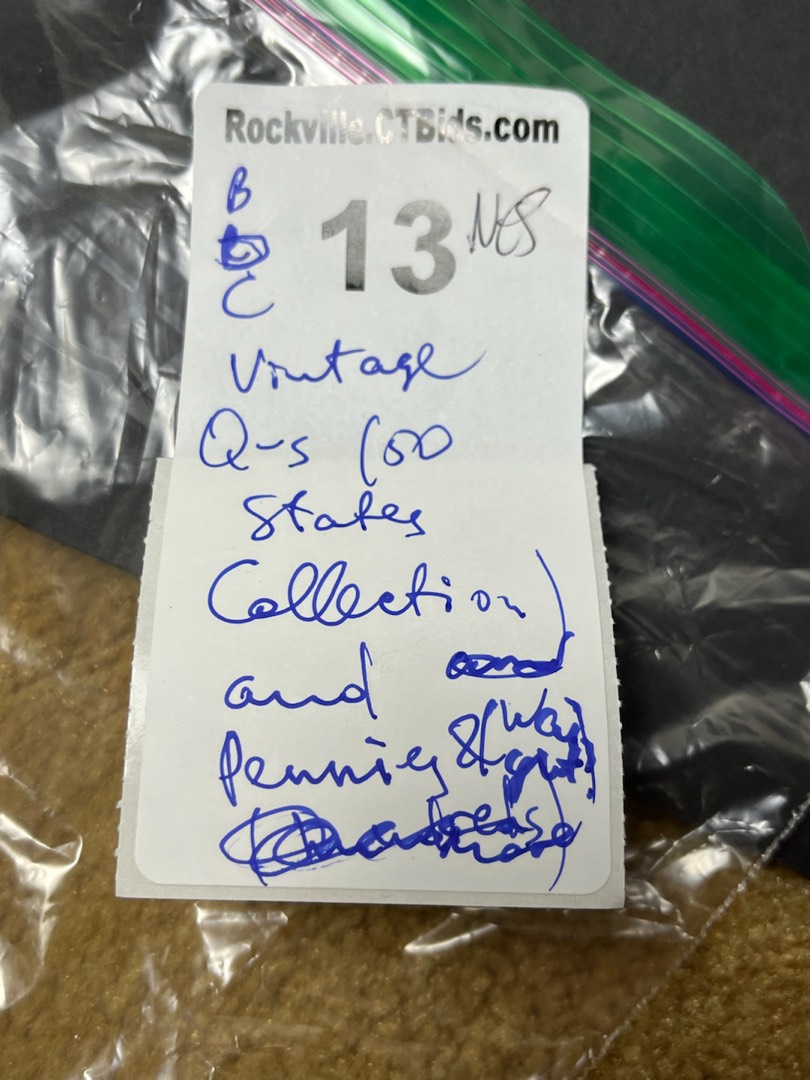 Rockville.CTBids.com
B
13
C
Vintage
Q-s (50
States
Collection)
and
Pennies &